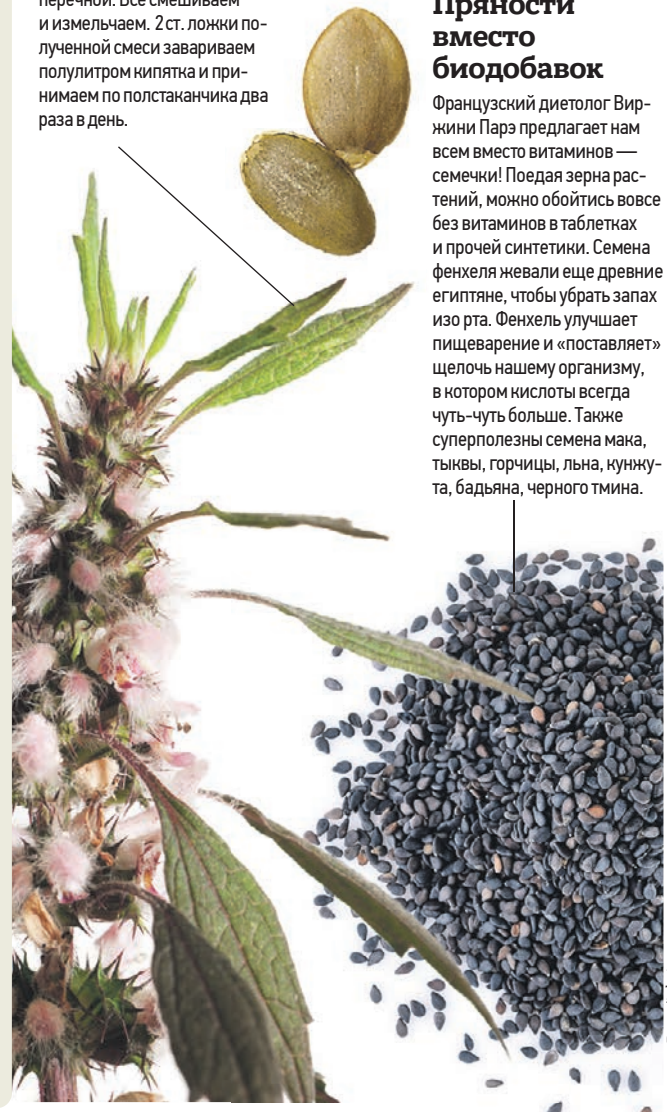 перечной. Все смешиваем
и измельчаем. 2 ст. ложки по-
лученной смеси завариваем
полулитром кипятка и при-
нимаем по полстаканчика два
раза в день.
Пряности
вместо
биодобавок
Французский диетолог Вир-
жини Парэ предлагает нам
всем вместо витаминов —
семечки! Поедая зерна рас-
тений, можно обойтись вовсе
без витаминов в таблетках
и прочей синтетики. Семена
фенхеля жевали еще древние
египтяне, чтобы убрать запах
изо рта. Фенхель улучшает
пищеварение и «поставляет»
щелочь нашему организму,
в котором кислоты всегда
чуть-чуть больше. Также
суперполезны семена мака,
тыквы, горчицы, льна, кунжу-
та, бадьяна, черного тмина.